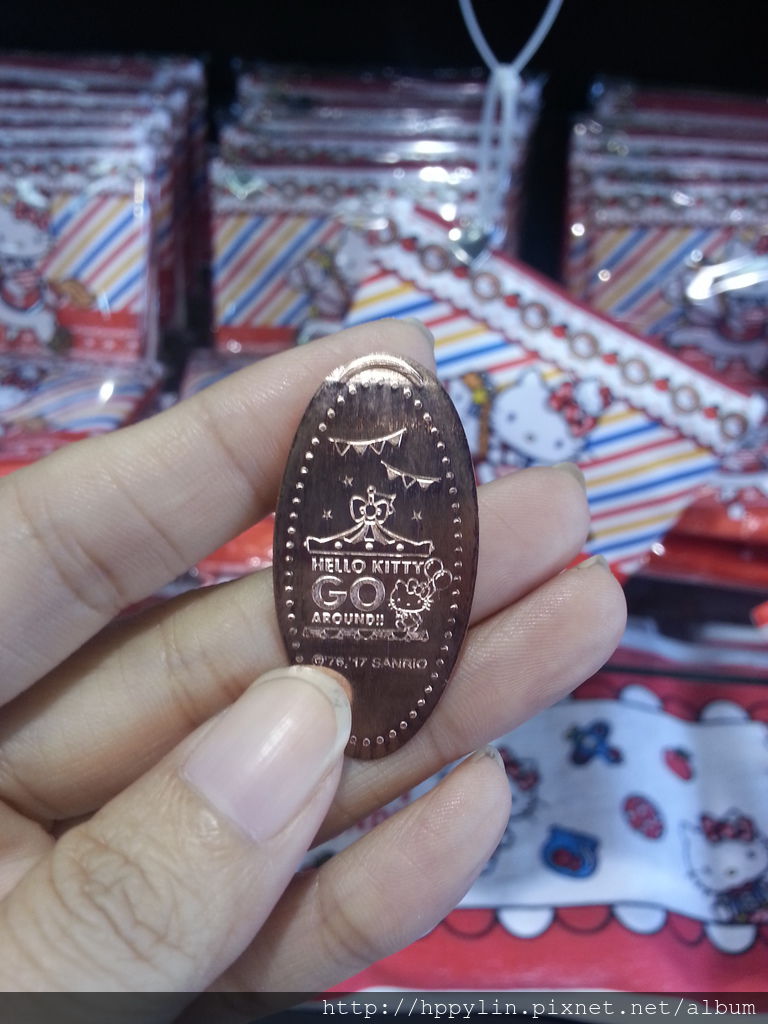 HELLO KITTY
GO
AROUND!!
©'76,'17 SANRIO
http://hppylin.pixnet.net/album